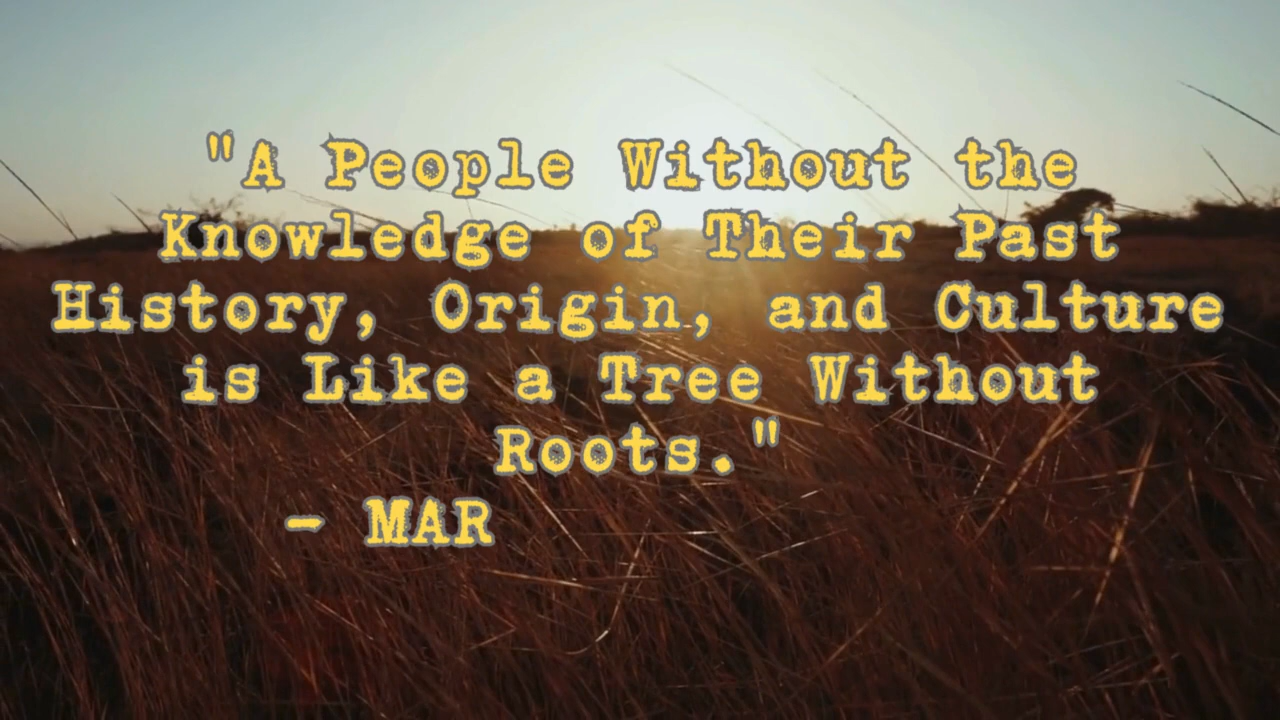 "A People Without the
Knowledge of Their Past
History, Origin, and Culture
is Like a Tree Without
Roots."
- MAR